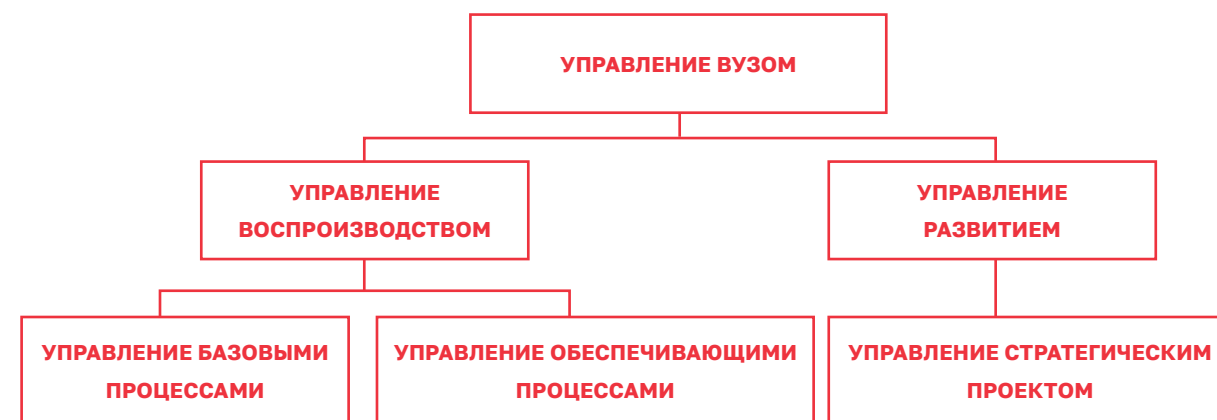 УПРАВЛЕНИЕ ВУЗОМ
УПРАВЛЕНИЕ
ВОСПРОИЗВОДСТВОМ
УПРАВЛЕНИЕ
РАЗВИТИЕМ
УПРАВЛЕНИЕ БАЗОВЫМИ
ПРОЦЕССАМИ
УПРАВЛЕНИЕ ОБЕСПЕЧИВАЮЩИМИ
ПРОЦЕССАМИ
УПРАВЛЕНИЕ СТРАТЕГИЧЕСКИМ
ПРОЕКТОМ